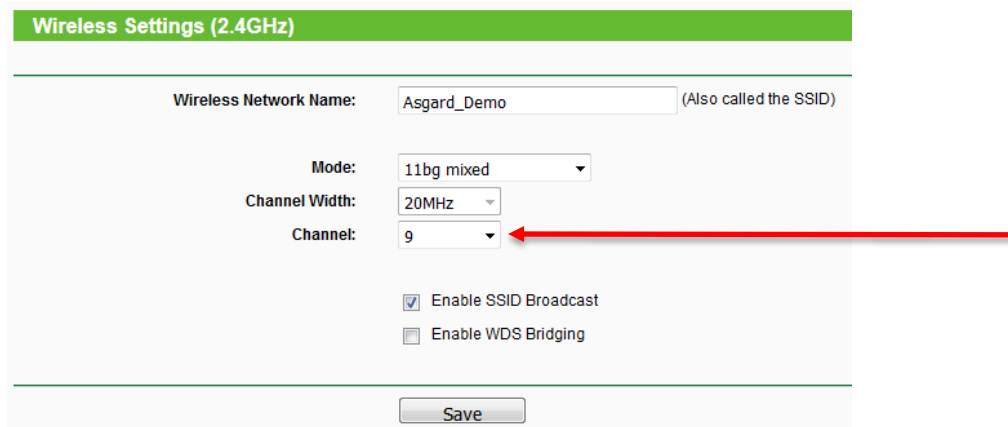 Wireless Settings (2.4GHz)
Wireless Network Name: Asgard_Demo (Also called the SSID)
Mode: 11bg mixed
Channel Width: 20MHz
Channel: 9
Enable SSID Broadcast
Enable WDS Bridging
Save